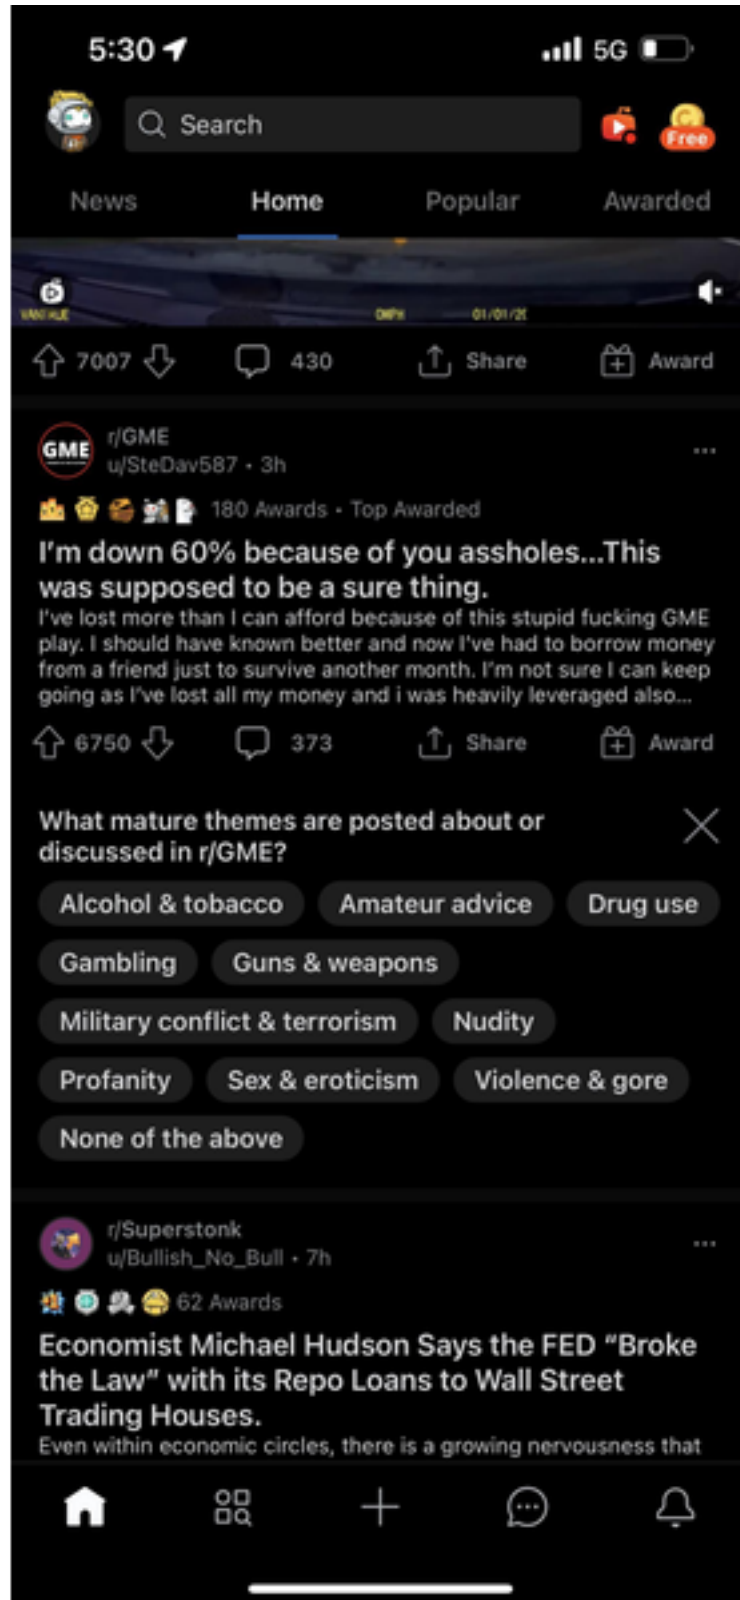 5:30
5G
Search
Free
News Home Popular Awarded
VANTRUE 0MPH 01/01/20
7007 430 Share Award
GME
r/GME
u/SteDav587 • 3h
180 Awards • Top Awarded
I'm down 60% because of you assholes...This
was supposed to be a sure thing.
I've lost more than I can afford because of this stupid fucking GME
play. I should have known better and now I've had to borrow money
from a friend just to survive another month. I'm not sure I can keep
going as I've lost all my money and i was heavily leveraged also...
6750 373 Share Award
What mature themes are posted about or
discussed in r/GME?
Alcohol & tobacco Amateur advice Drug use
Gambling Guns & weapons
Military conflict & terrorism Nudity
Profanity Sex & eroticism Violence & gore
None of the above
r/Superstonk
u/Bullish_No_Bull • 7h
62 Awards
Economist Michael Hudson Says the FED “Broke
the Law” with its Repo Loans to Wall Street
Trading Houses.
Even within economic circles, there is a growing nervousness that